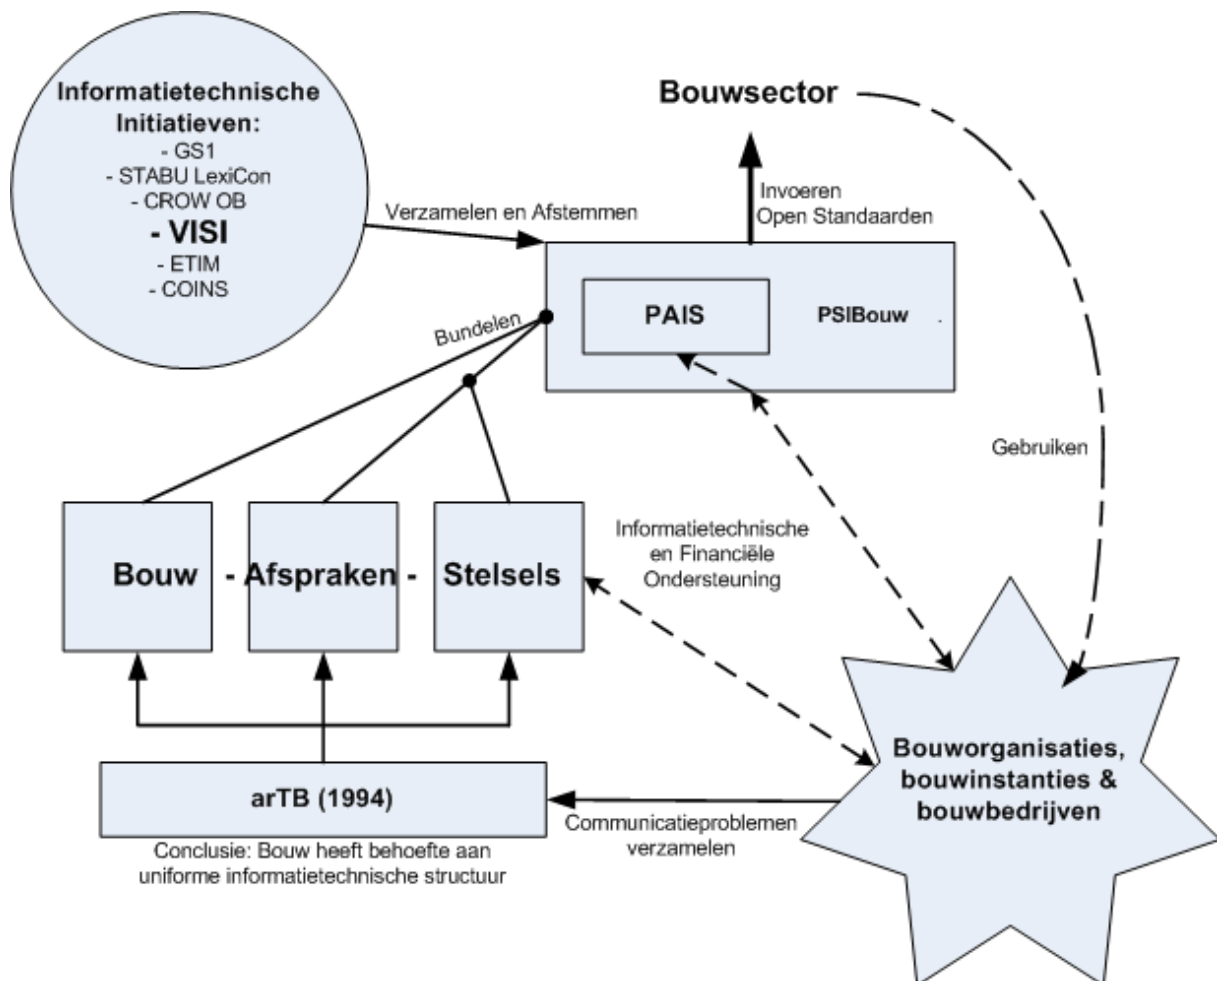 Informatietechnische
Initiatieven:
- GS1
- STABU LexiCon
- CROW OB
- VISI
- ETIM
- COINS
Bouwsector
Invoeren
Open Standaarden
Verzamelen en Afstemmen
PAIS
PSIBouw
Bundelen
Gebruiken
Informatietechnische
en Financiële
Ondersteuning
Bouw - Afspraken - Stelsels
Bouworganisaties,
bouwinstanties &
bouwbedrijven
arTB (1994)
Communicatieproblemen
verzamelen
Conclusie: Bouw heeft behoefte aan
uniforme informatietechnische structuur